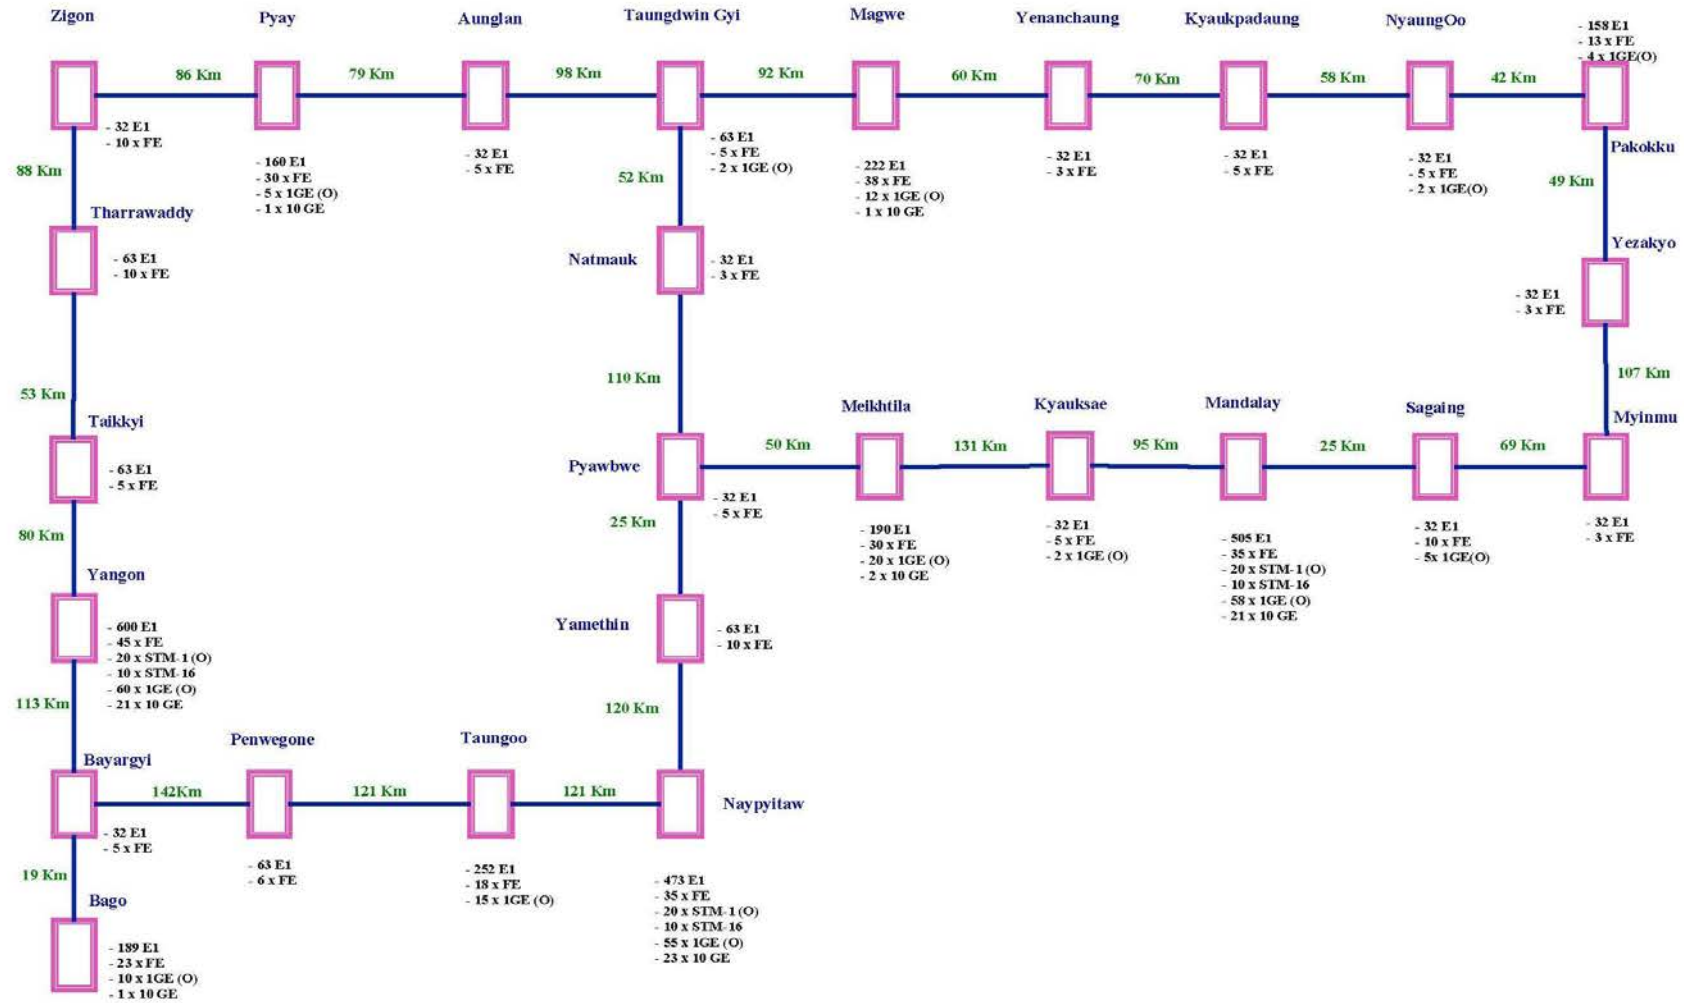 Zigon
Pyay
Aunglan
Taungdwin Gyi
Magwe
Yenanchaung
Kyaukpadaung
NyaungOo
- 158 E1
- 13 x FE
- 4 x 1GE(O)
86 Km
79 Km
98 Km
92 Km
60 Km
70 Km
58 Km
42 Km
- 32 E1
- 10 x FE
- 160 E1
- 30 x FE
- 5 x 1GE (O)
- 1 x 10 GE
- 32 E1
- 5 x FE
- 63 E1
- 5 x FE
- 2 x 1GE (O)
- 222 E1
- 38 x FE
- 12 x 1GE (O)
- 1 x 10 GE
- 32 E1
- 3 x FE
- 32 E1
- 5 x FE
- 32 E1
- 5 x FE
- 2 x 1GE(O)
Pakokku
88 Km
52 Km
49 Km
Tharrawaddy
- 63 E1
- 10 x FE
Natmauk
- 32 E1
- 3 x FE
Yezakyo
- 32 E1
- 3 x FE
53 Km
110 Km
107 Km
Taikkyi
- 63 E1
- 5 x FE
Pyawbwe
- 32 E1
- 5 x FE
Meikhtila
Kyauksae
Mandalay
Sagaing
Myinmu
50 Km
131 Km
95 Km
25 Km
69 Km
- 190 E1
- 30 x FE
- 20 x 1GE (O)
- 2 x 10 GE
- 32 E1
- 5 x FE
- 2 x 1GE (O)
- 505 E1
- 35 x FE
- 20 x STM-1 (O)
- 10 x STM-16
- 58 x 1GE (O)
- 21 x 10 GE
- 32 E1
- 10 x FE
- 5x 1GE(O)
- 32 E1
- 3 x FE
80 Km
25 Km
Yangon
- 600 E1
- 45 x FE
- 20 x STM-1 (O)
- 10 x STM-16
- 60 x 1GE (O)
- 21 x 10 GE
Yamethin
- 63 E1
- 10 x FE
113 Km
120 Km
Bayargyi
Penwegone
Taungoo
Naypyitaw
142Km
121 Km
121 Km
- 32 E1
- 5 x FE
- 63 E1
- 6 x FE
- 252 E1
- 18 x FE
- 15 x 1GE (O)
- 473 E1
- 35 x FE
- 20 x STM-1 (O)
- 10 x STM-16
- 55 x 1GE (O)
- 23 x 10 GE
19 Km
Bago
- 189 E1
- 23 x FE
- 10 x 1GE (O)
- 1 x 10 GE